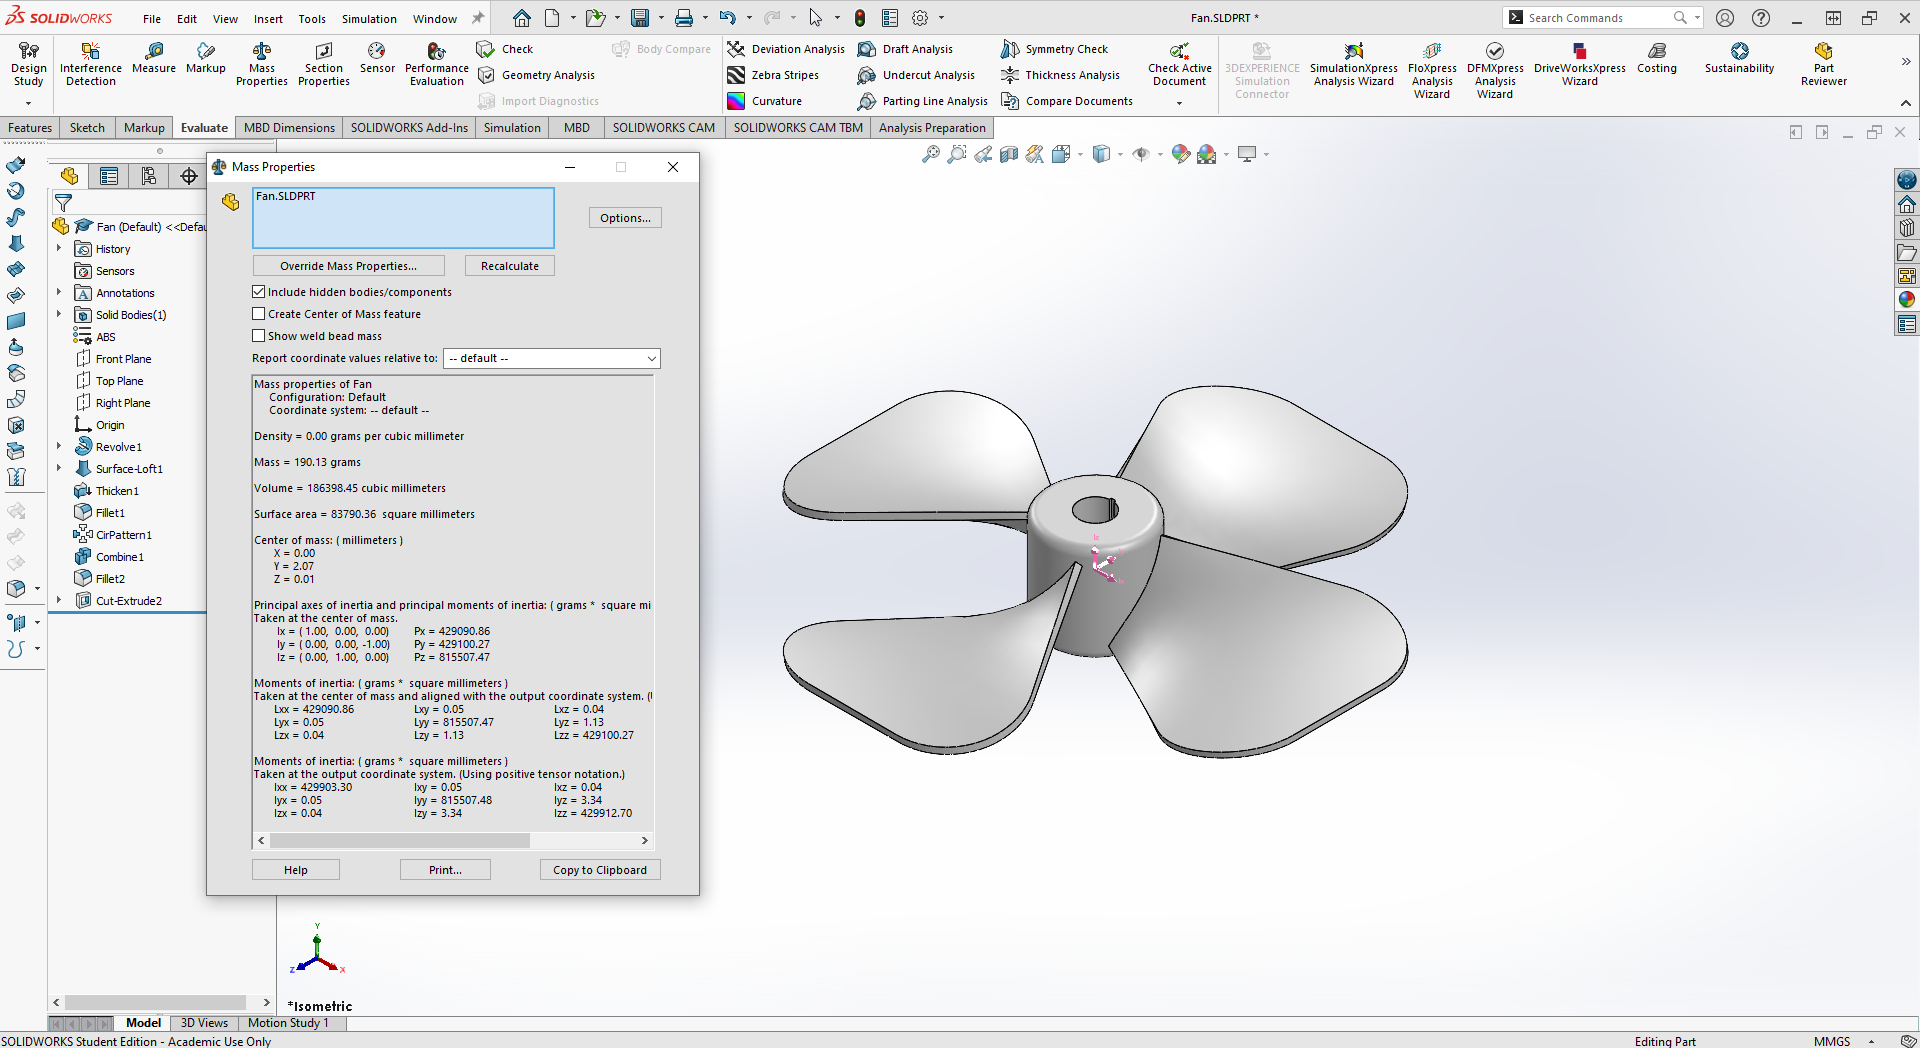 SOLIDWORKS
File Edit View Insert Tools Simulation Window
Fan.SLDPRT *
Search Commands
Design Study
Interference Detection
Measure
Markup
Mass Properties
Section Properties
Sensor
Performance Evaluation
Check
Geometry Analysis
Import Diagnostics
Body Compare
Deviation Analysis
Zebra Stripes
Curvature
Draft Analysis
Undercut Analysis
Parting Line Analysis
Symmetry Check
Thickness Analysis
Compare Documents
Check Active Document
3DEXPERIENCE Simulation Connector
SimulationXpress Analysis Wizard
FloXpress Analysis Wizard
DFMXpress Analysis Wizard
DriveWorksXpress Wizard
Costing
Sustainability
Part Reviewer
Features Sketch Markup Evaluate MBD Dimensions SOLIDWORKS Add-Ins Simulation MBD SOLIDWORKS CAM SOLIDWORKS CAM TBM Analysis Preparation
Fan (Default) <<Defau
History
Sensors
Annotations
Solid Bodies(1)
ABS
Front Plane
Top Plane
Right Plane
Origin
Revolve1
Surface-Loft1
Thicken1
Fillet1
CirPattern1
Combine1
Fillet2
Cut-Extrude2
Mass Properties
Fan.SLDPRT
Options...
Override Mass Properties... Recalculate
Include hidden bodies/components
Create Center of Mass feature
Show weld bead mass
Report coordinate values relative to: -- default --
Mass properties of Fan
Configuration: Default
Coordinate system: -- default --
Density = 0.00 grams per cubic millimeter
Mass = 190.13 grams
Volume = 186398.45 cubic millimeters
Surface area = 83790.36 square millimeters
Center of mass: ( millimeters )
X = 0.00
Y = 2.07
Z = 0.01
Principal axes of inertia and principal moments of inertia: ( grams * square mi
Taken at the center of mass.
Ix = ( 1.00, 0.00, 0.00) Px = 429090.86
Iy = ( 0.00, 0.00, -1.00) Py = 429100.27
Iz = ( 0.00, 1.00, 0.00) Pz = 815507.47
Moments of inertia: ( grams * square millimeters )
Taken at the center of mass and aligned with the output coordinate system. (U
Lxx = 429090.86 Lxy = 0.05 Lxz = 0.04
Lyx = 0.05 Lyy = 815507.47 Lyz = 1.13
Lzx = 0.04 Lzy = 1.13 Lzz = 429100.27
Moments of inertia: ( grams * square millimeters )
Taken at the output coordinate system. (Using positive tensor notation.)
Ixx = 429903.30 Ixy = 0.05 Ixz = 0.04
Iyx = 0.05 Iyy = 815507.48 Iyz = 3.34
Izx = 0.04 Izy = 3.34 Izz = 429912.70
Help Print... Copy to Clipboard
Y
Z X
*Isometric
Model 3D Views Motion Study 1
SOLIDWORKS Student Edition - Academic Use Only
Editing Part MMGS